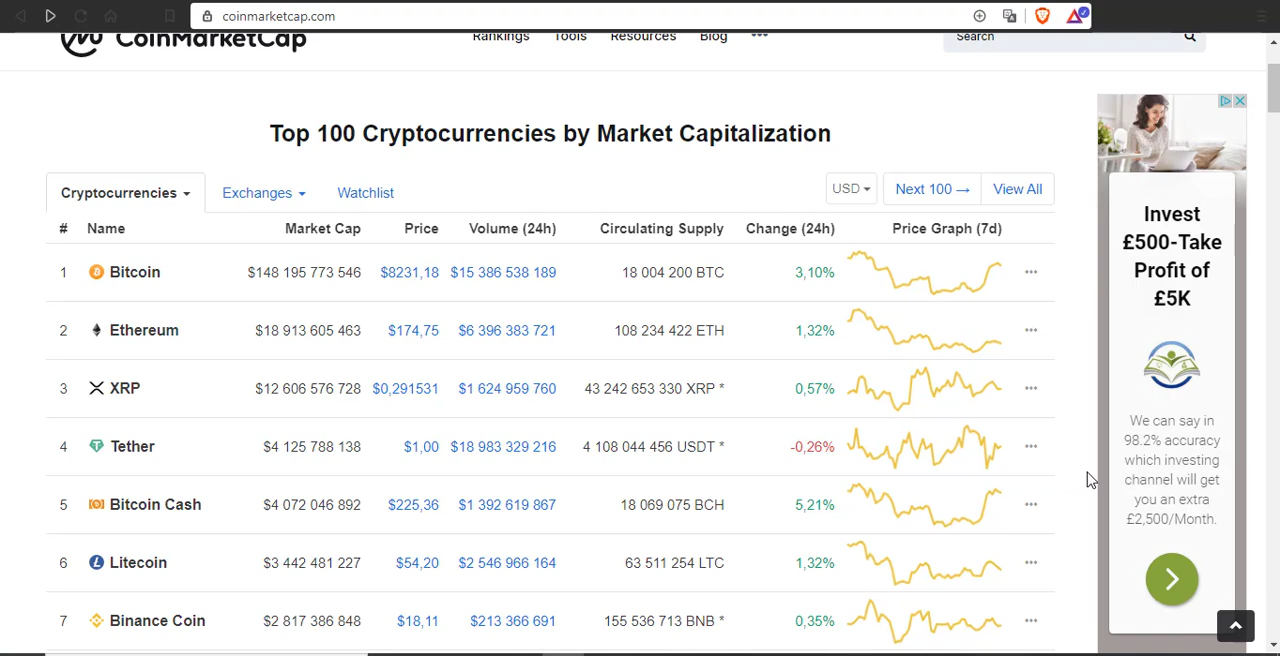 coinmarketcap.com
CoinMarketCap Rankings Tools Resources Blog ••• Search
Top 100 Cryptocurrencies by Market Capitalization
Cryptocurrencies Exchanges Watchlist USD Next 100 → View All
# Name Market Cap Price Volume (24h) Circulating Supply Change (24h) Price Graph (7d)
1 Bitcoin $148 195 773 546 $8231,18 $15 386 538 189 18 004 200 BTC 3,10%
2 Ethereum $18 913 605 463 $174,75 $6 396 383 721 108 234 422 ETH 1,32%
3 XRP $12 606 576 728 $0,291531 $1 624 959 760 43 242 653 330 XRP * 0,57%
4 Tether $4 125 788 138 $1,00 $18 983 329 216 4 108 044 456 USDT * -0,26%
5 Bitcoin Cash $4 072 046 892 $225,36 $1 392 619 867 18 069 075 BCH 5,21%
6 Litecoin $3 442 481 227 $54,20 $2 546 966 164 63 511 254 LTC 1,32%
7 Binance Coin $2 817 386 848 $18,11 $213 366 691 155 536 713 BNB * 0,35%
Invest
£500-Take
Profit of
£5K
We can say in
98.2% accuracy
which investing
channel will get
you an extra
£2,500/Month.